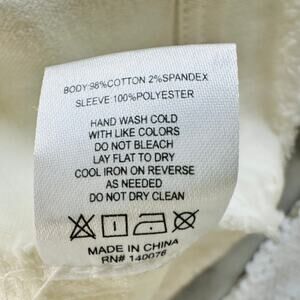 BODY:98%COTTON 2%SPANDEX
SLEEVE:100%POLYESTER
HAND WASH COLD
WITH LIKE COLORS
DO NOT BLEACH
LAY FLAT TO DRY
COOL IRON ON REVERSE
AS NEEDED
DO NOT DRY CLEAN
MADE IN CHINA
RN# 140076